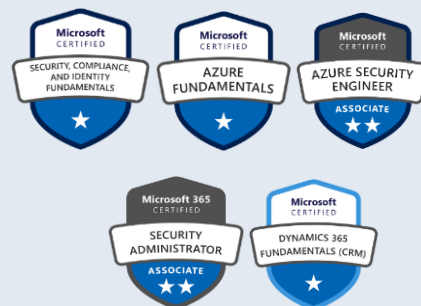 Microsoft
CERTIFIED
SECURITY, COMPLIANCE,
AND IDENTITY
FUNDAMENTALS
Microsoft
CERTIFIED
AZURE
FUNDAMENTALS
Microsoft
CERTIFIED
AZURE SECURITY
ENGINEER
ASSOCIATE
Microsoft 365
CERTIFIED
SECURITY
ADMINISTRATOR
ASSOCIATE
Microsoft
CERTIFIED
DYNAMICS 365
FUNDAMENTALS (CRM)